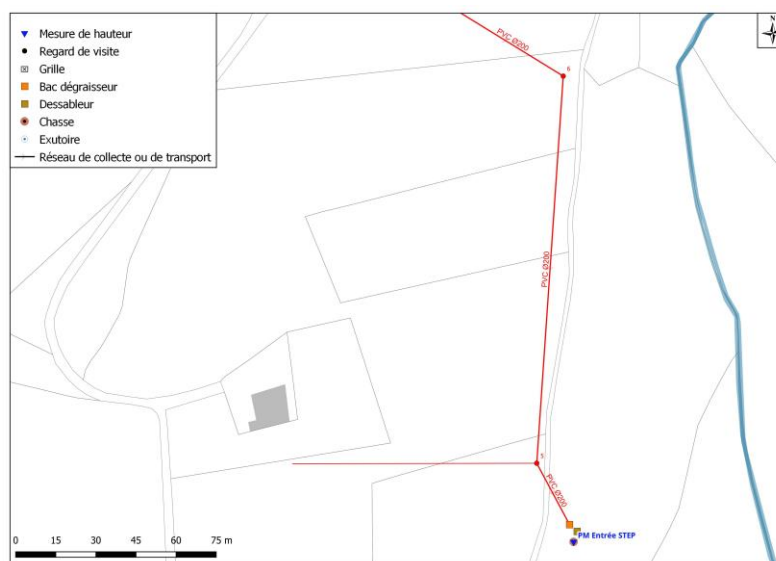 N
Mesure de hauteur
Regard de visite
Grille
Bac dégraisseur
Dessableur
Chasse
Exutoire
Réseau de collecte ou de transport
PVC Ø200
6
PVC Ø200
5
PVC Ø200
PM Entrée STEP
0 15 30 45 60 75 m